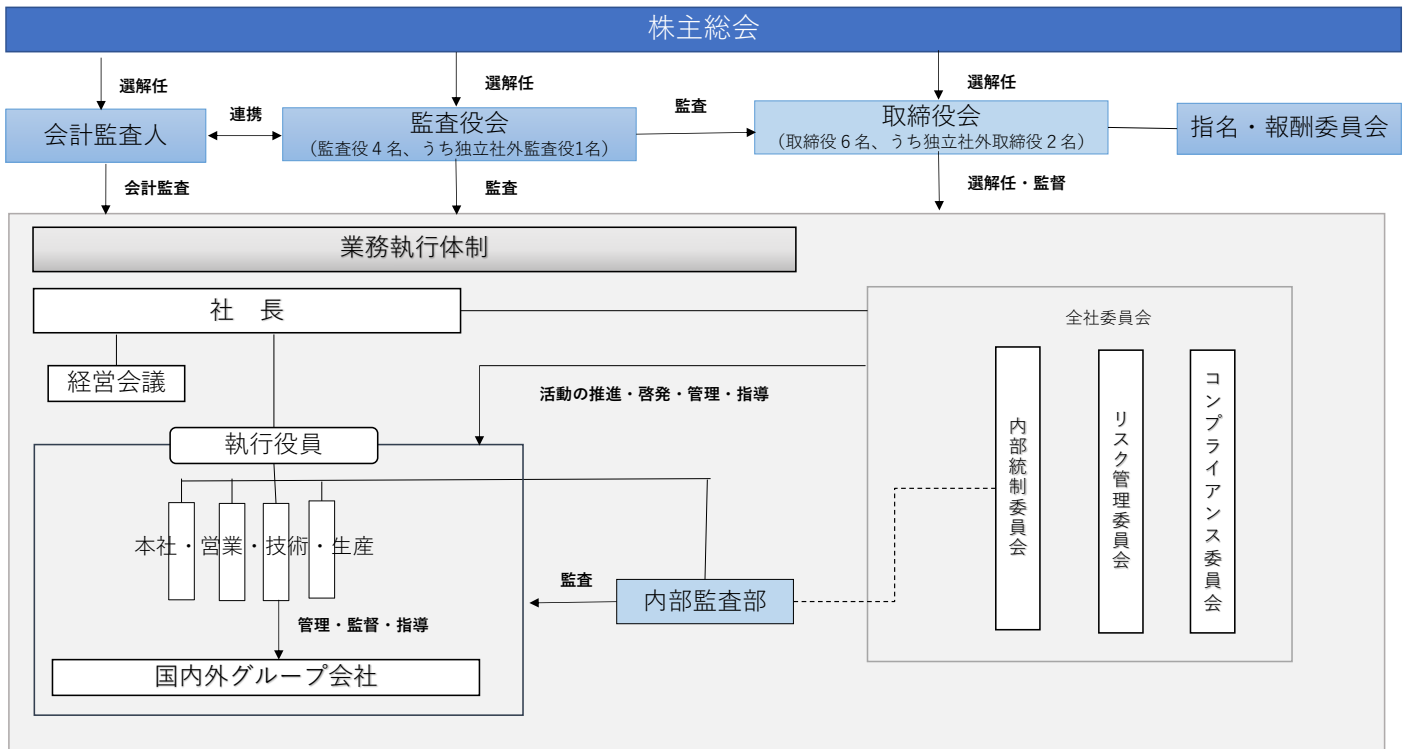 株主総会
選解任
選解任
選解任
会計監査人
連携
監査役会
(監査役4名、うち独立社外監査役1名)
監査
取締役会
(取締役6名、うち独立社外取締役2名)
指名・報酬委員会
会計監査
監査
選解任・監督
業務執行体制
社 長
経営会議
全社委員会
活動の推進・啓発・管理・指導
内部統制委員会
リスク管理委員会
コンプライアンス委員会
執行役員
本社・営業・技術・生産
監査
内部監査部
管理・監督・指導
国内外グループ会社